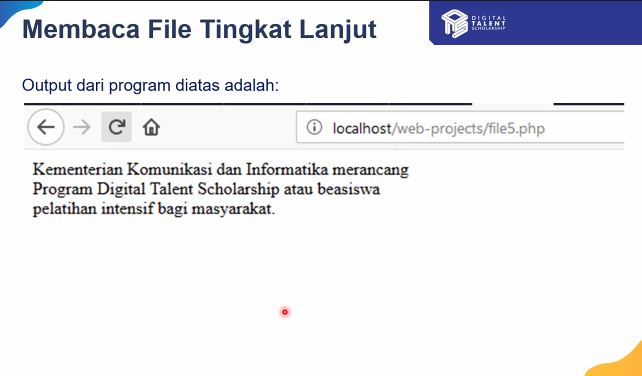 Membaca File Tingkat Lanjut
DIGITAL
TALENT
SCHOLARSHIP
Output dari program diatas adalah:
localhost/web-projects/file5.php
Kementerian Komunikasi dan Informatika merancang
Program Digital Talent Scholarship atau beasiswa
pelatihan intensif bagi masyarakat.